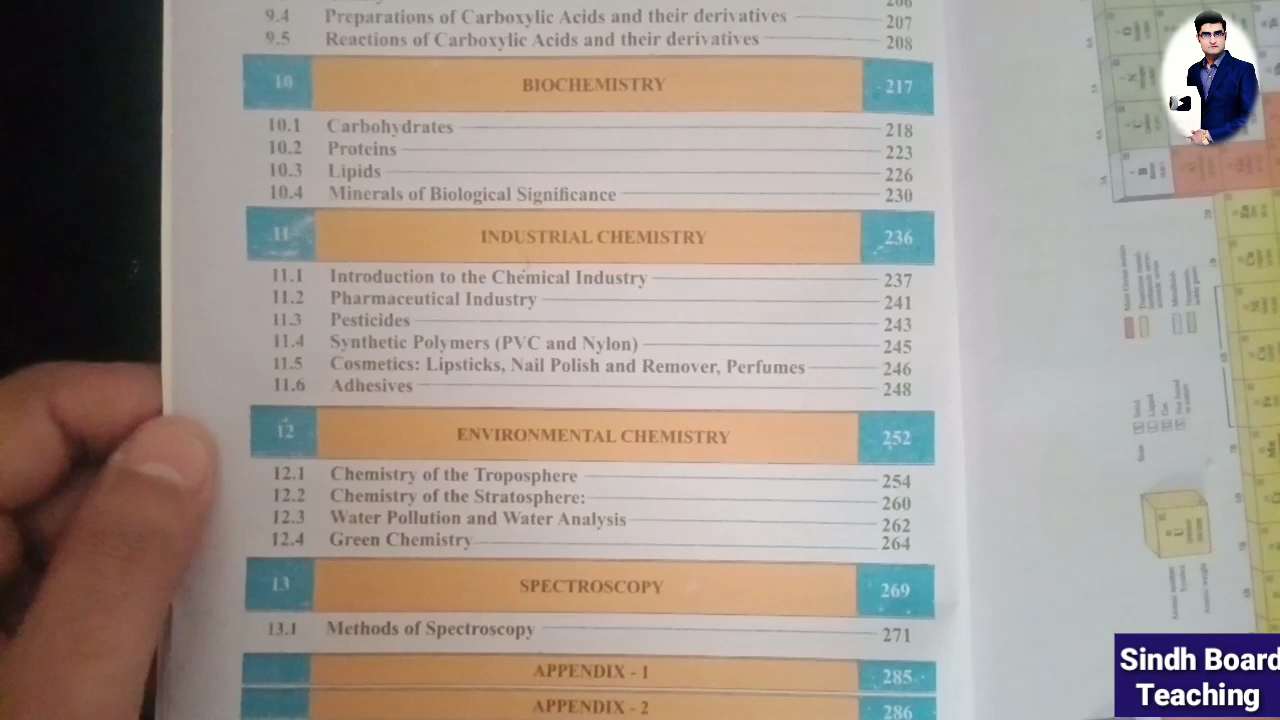 9.4 Preparations of Carboxylic Acids and their derivatives 207
9.5 Reactions of Carboxylic Acids and their derivatives 208
10 BIOCHEMISTRY 217
10.1 Carbohydrates 218
10.2 Proteins 223
10.3 Lipids 226
10.4 Minerals of Biological Significance 230
11 INDUSTRIAL CHEMISTRY 236
11.1 Introduction to the Chemical Industry 237
11.2 Pharmaceutical Industry 241
11.3 Pesticides 243
11.4 Synthetic Polymers (PVC and Nylon) 245
11.5 Cosmetics: Lipsticks, Nail Polish and Remover, Perfumes 246
11.6 Adhesives 248
12 ENVIRONMENTAL CHEMISTRY 252
12.1 Chemistry of the Troposphere 254
12.2 Chemistry of the Stratosphere: 260
12.3 Water Pollution and Water Analysis 262
12.4 Green Chemistry 264
13 SPECTROSCOPY 269
13.1 Methods of Spectroscopy 271
APPENDIX - 1 285
APPENDIX - 2 286
Sindh Board
Teaching